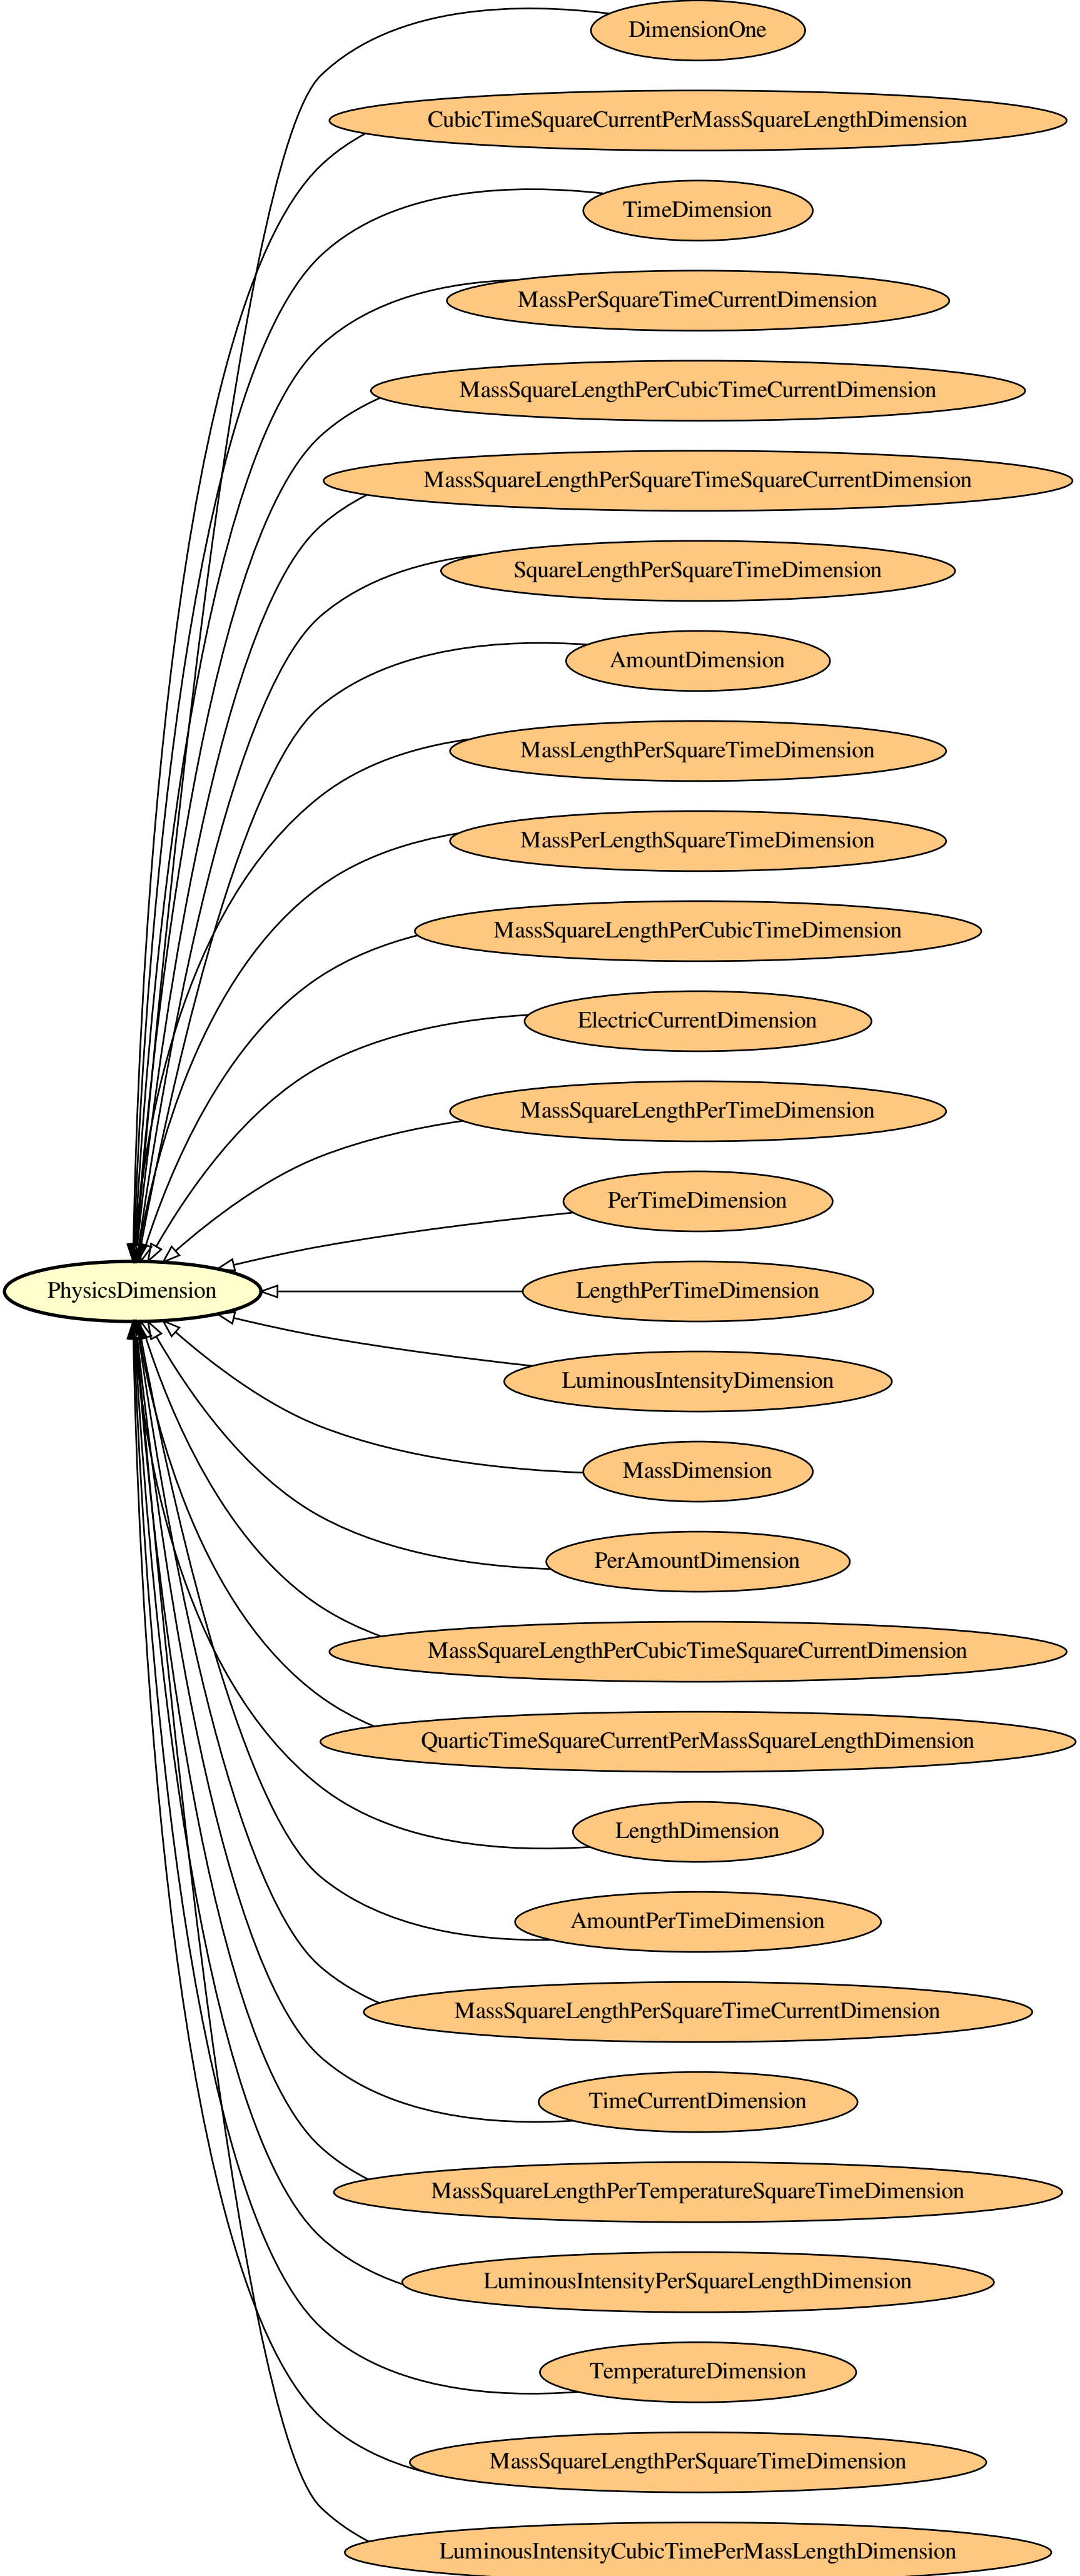 DimensionOne
CubicTimeSquareCurrentPerMassSquareLengthDimension
TimeDimension
MassPerSquareTimeCurrentDimension
MassSquareLengthPerCubicTimeCurrentDimension
MassSquareLengthPerSquareTimeSquareCurrentDimension
SquareLengthPerSquareTimeDimension
AmountDimension
MassLengthPerSquareTimeDimension
MassPerLengthSquareTimeDimension
MassSquareLengthPerCubicTimeDimension
ElectricCurrentDimension
MassSquareLengthPerTimeDimension
PerTimeDimension
PhysicsDimension
LengthPerTimeDimension
LuminousIntensityDimension
MassDimension
PerAmountDimension
MassSquareLengthPerCubicTimeSquareCurrentDimension
QuarticTimeSquareCurrentPerMassSquareLengthDimension
LengthDimension
AmountPerTimeDimension
MassSquareLengthPerSquareTimeCurrentDimension
TimeCurrentDimension
MassSquareLengthPerTemperatureSquareTimeDimension
LuminousIntensityPerSquareLengthDimension
TemperatureDimension
MassSquareLengthPerSquareTimeDimension
LuminousIntensityCubicTimePerMassLengthDimension